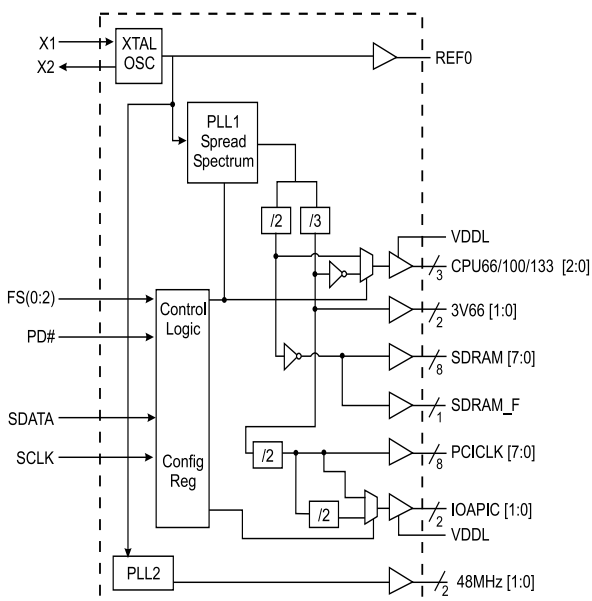 X1
X2
XTAL
OSC
REF0
PLL1
Spread
Spectrum
/2
/3
VDDL
CPU66/100/133 [2:0]
3
FS(0:2)
Control
Logic
3V66 [1:0]
2
PD#
SDRAM [7:0]
8
SDATA
SDRAM_F
1
SCLK
Config
Reg
/2
PCICLK [7:0]
8
/2
IOAPIC [1:0]
2
VDDL
PLL2
48MHz [1:0]
2